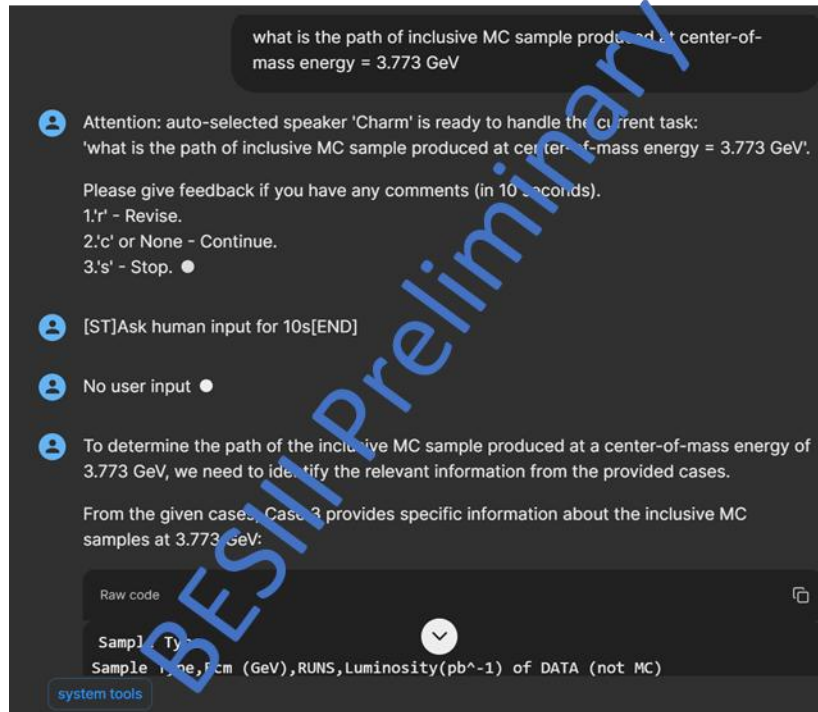 what is the path of inclusive MC sample produced at center-of-
mass energy = 3.773 GeV
Attention: auto-selected speaker 'Charm' is ready to handle the current task:
'what is the path of inclusive MC sample produced at center-of-mass energy = 3.773 GeV'.
Please give feedback if you have any comments (in 10 seconds).
1.'r' - Revise.
2.'c' or None - Continue.
3.'s' - Stop.
[ST]Ask human input for 10s[END]
No user input
To determine the path of the inclusive MC sample produced at a center-of-mass energy of
3.773 GeV, we need to identify the relevant information from the provided cases.
From the given cases, Case 3 provides specific information about the inclusive MC
samples at 3.773 GeV:
Raw code
Sample Type
Sample Type,Ecm (GeV),RUNS,Luminosity(pb^-1) of DATA (not MC)
system tools
BESIII Preliminary